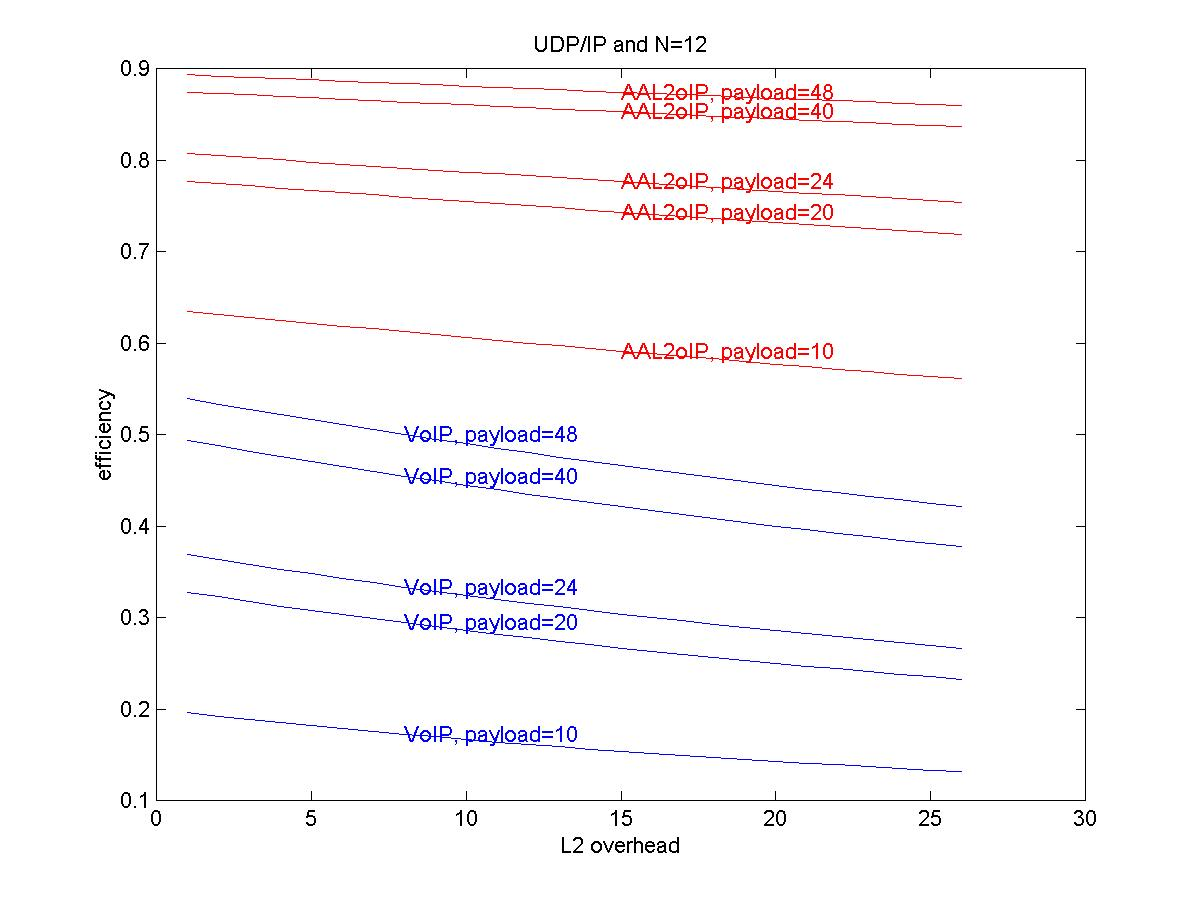 UDP/IP and N=12
0.9
0.8
0.7
0.6
0.5
0.4
0.3
0.2
0.1
efficiency
AAL2oIP, payload=48
AAL2oIP, payload=40
AAL2oIP, payload=24
AAL2oIP, payload=20
AAL2oIP, payload=10
VoIP, payload=48
VoIP, payload=40
VoIP, payload=24
VoIP, payload=20
VoIP, payload=10
0 5 10 15 20 25 30
L2 overhead